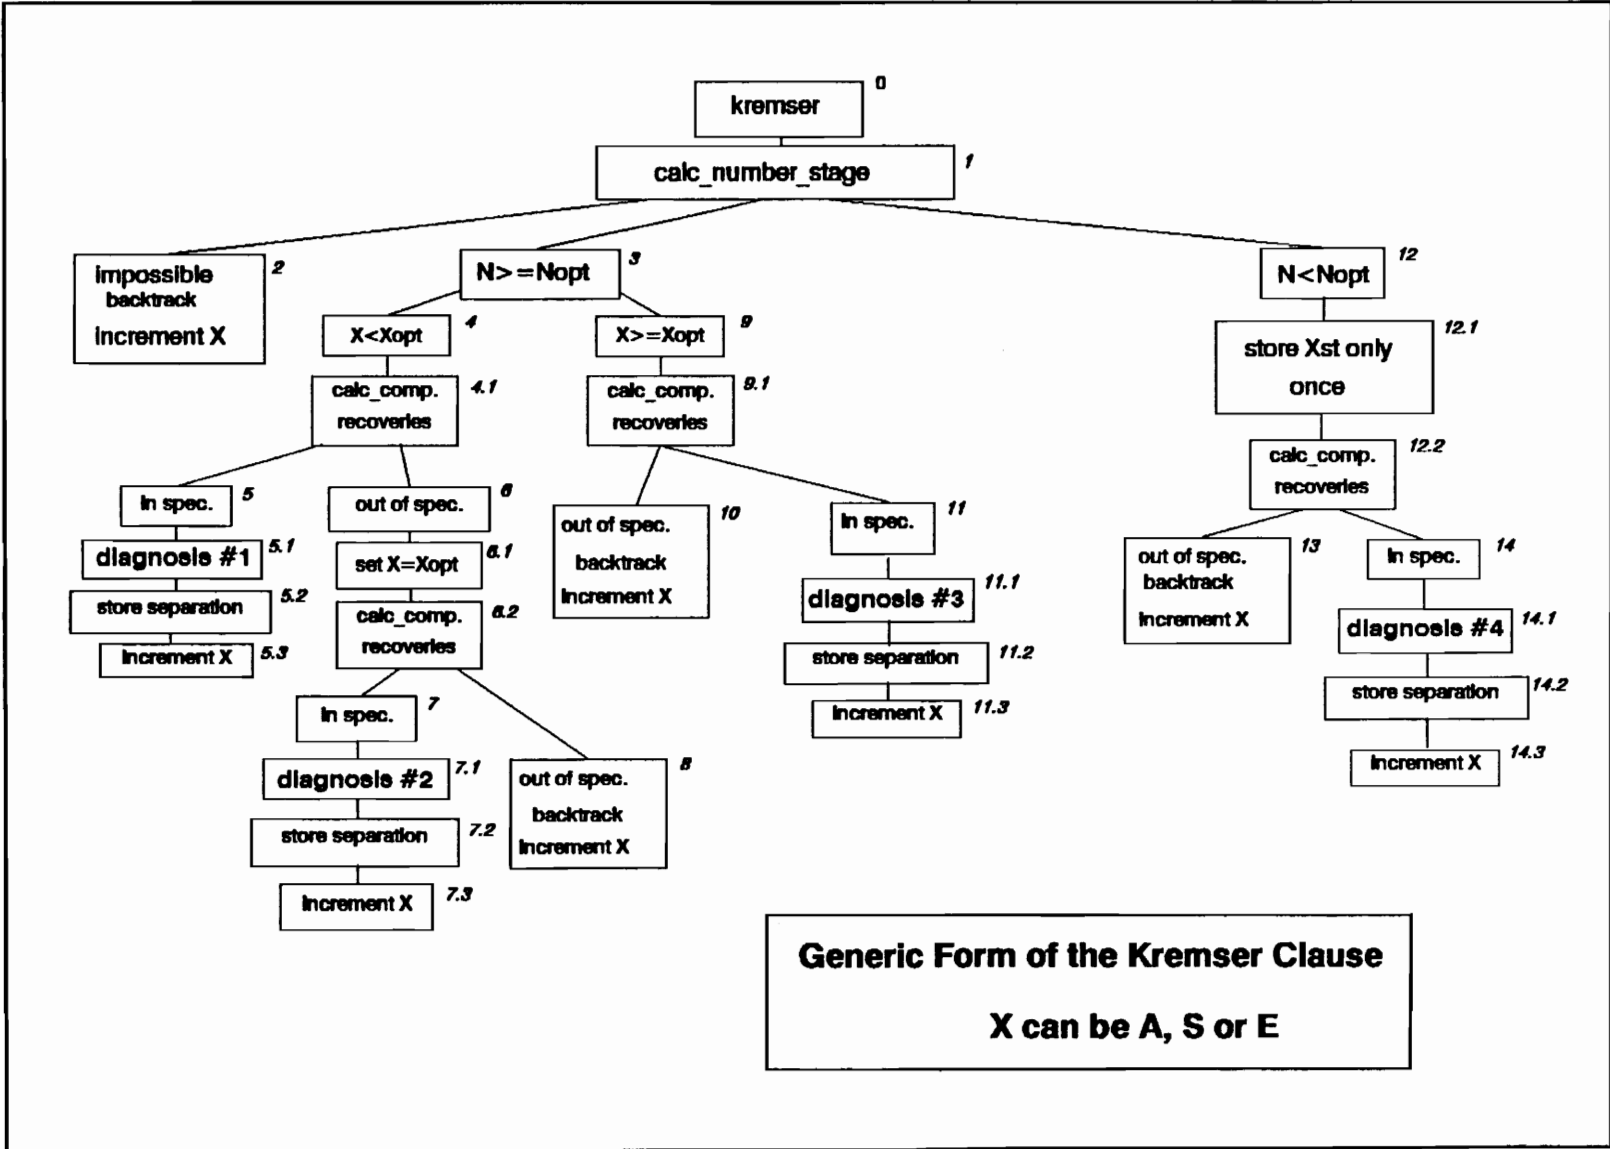 kremser
0
calc_number_stage
1
impossible
backtrack
increment X
2
N>=Nopt
3
N<Nopt
12
X<Xopt
4
X>=Xopt
9
store Xst only
once
12.1
calc_comp.
recoveries
4.1
calc_comp.
recoveries
9.1
calc_comp.
recoveries
12.2
in spec.
5
out of spec.
6
out of spec.
backtrack
increment X
10
in spec.
11
out of spec.
backtrack
increment X
13
in spec.
14
diagnosis #1
5.1
set X=Xopt
6.1
diagnosis #3
11.1
diagnosis #4
14.1
store separation
5.2
calc_comp.
recoveries
6.2
store separation
11.2
store separation
14.2
increment X
5.3
in spec.
7
increment X
11.3
increment X
14.3
diagnosis #2
7.1
out of spec.
backtrack
increment X
8
store separation
7.2
increment X
7.3
Generic Form of the Kremser Clause
X can be A, S or E